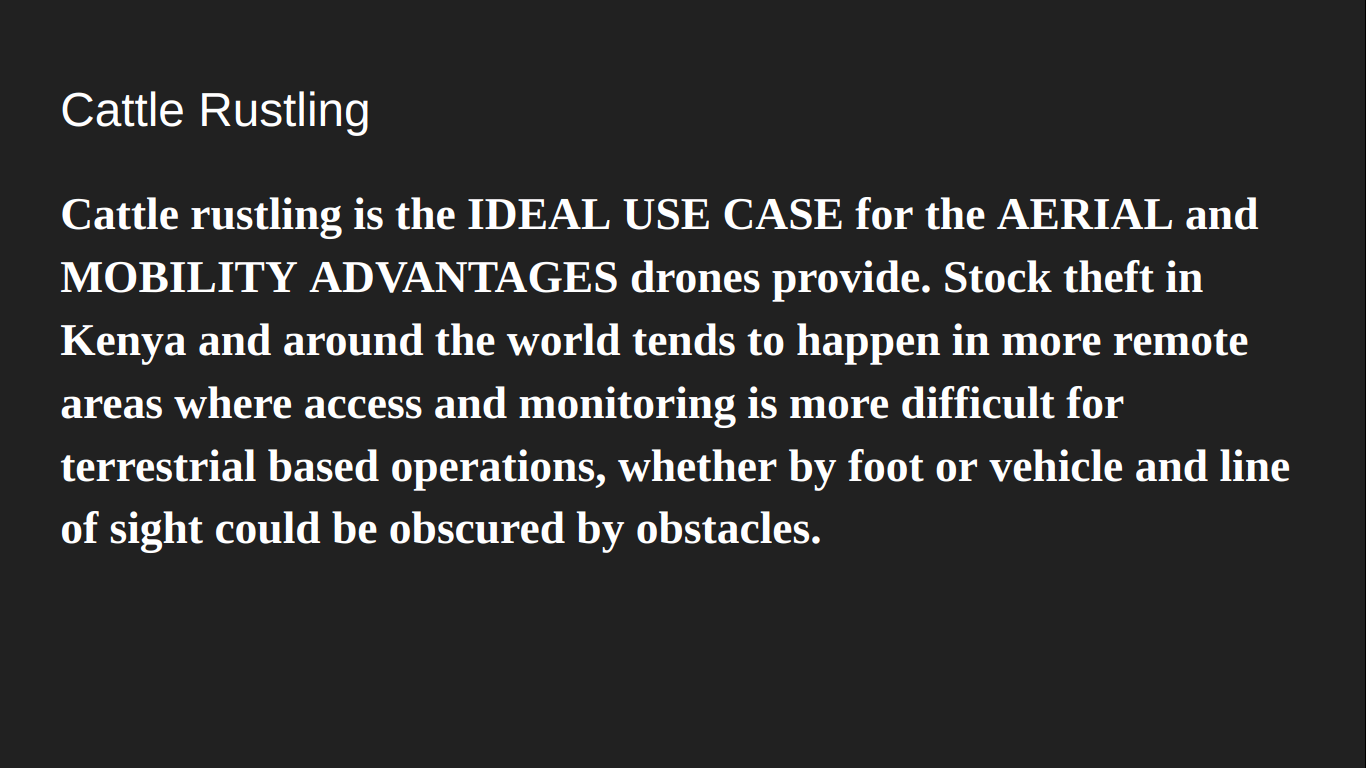 Cattle Rustling
Cattle rustling is the IDEAL USE CASE for the AERIAL and
MOBILITY ADVANTAGES drones provide. Stock theft in
Kenya and around the world tends to happen in more remote
areas where access and monitoring is more difficult for
terrestrial based operations, whether by foot or vehicle and line
of sight could be obscured by obstacles.